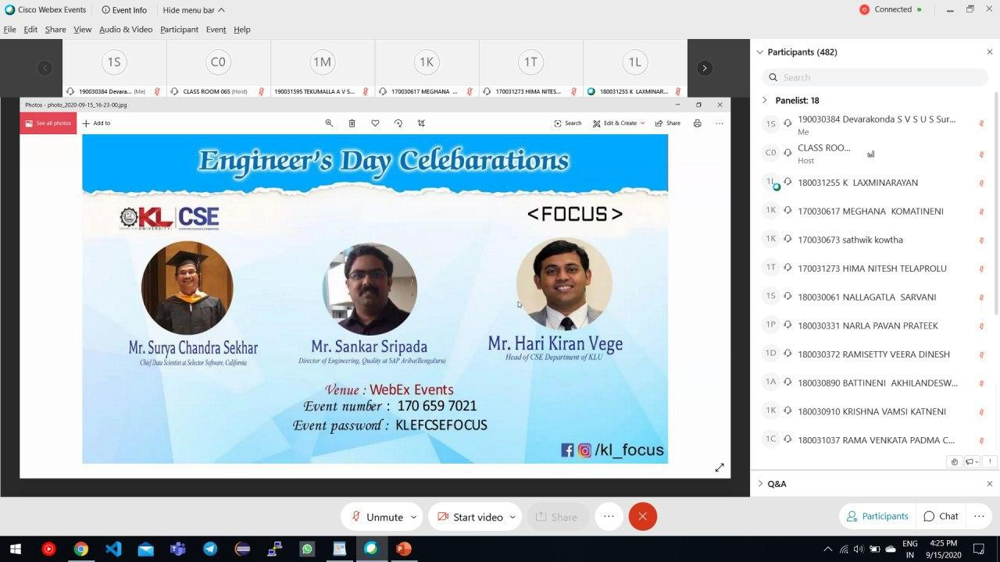 Cisco Webex Events
Event Info
Hide menu bar
Connected
File Edit Share View Audio & Video Participant Event Help
1S
C0
1M
1K
1T
1L
190030384 Devara... (Me)
CLASS ROOM 065 (Host)
191031595 TEKUMALLA A V S...
170030617 MEGHANA ...
170031273 HIMA NITES...
180031255 K LAXMINAR...
Photos - photo_2020-09-15_16-23-00.jpg
See all photos
Add to
Search
Edit & Create
Share
Engineer's Day Celebarations
KL
UNIVERSITY
CSE
<FOCUS>
Mr. Surya Chandra Sekhar
Chief Data Scientist at Selector Software, California
Mr. Sankar Sripada
Director of Engineering, Quality at SAP Ariba(Bengaluru)
Mr. Hari Kiran Vege
Head of CSE Department of KLU
Venue : WebEx Events
Event number : 170 659 7021
Event password : KLEFCSEFOCUS
/kl_focus
Participants (482)
Search
Panelist: 18
1S 190030384 Devarakonda S V S U S Sur...
Me
C0 CLASS ROO...
Host
1L 180031255 K LAXMINARAYAN
1K 170030617 MEGHANA KOMATINENI
1K 170030673 sathwik kowtha
1T 170031273 HIMA NITESH TELAPROLU
1S 180030061 NALLAGATLA SARVANI
1P 180030331 NARLA PAVAN PRATEEK
1D 180030372 RAMISETTY VEERA DINESH
1A 180030890 BATTINENI AKHILANDESW...
1K 180030910 KRISHNA VAMSI KATNENI
1C 180031037 RAMA VENKATA PADMA C...
Q&A
Unmute
Start video
Share
Participants
Chat
ENG
IN
4:25 PM
9/15/2020